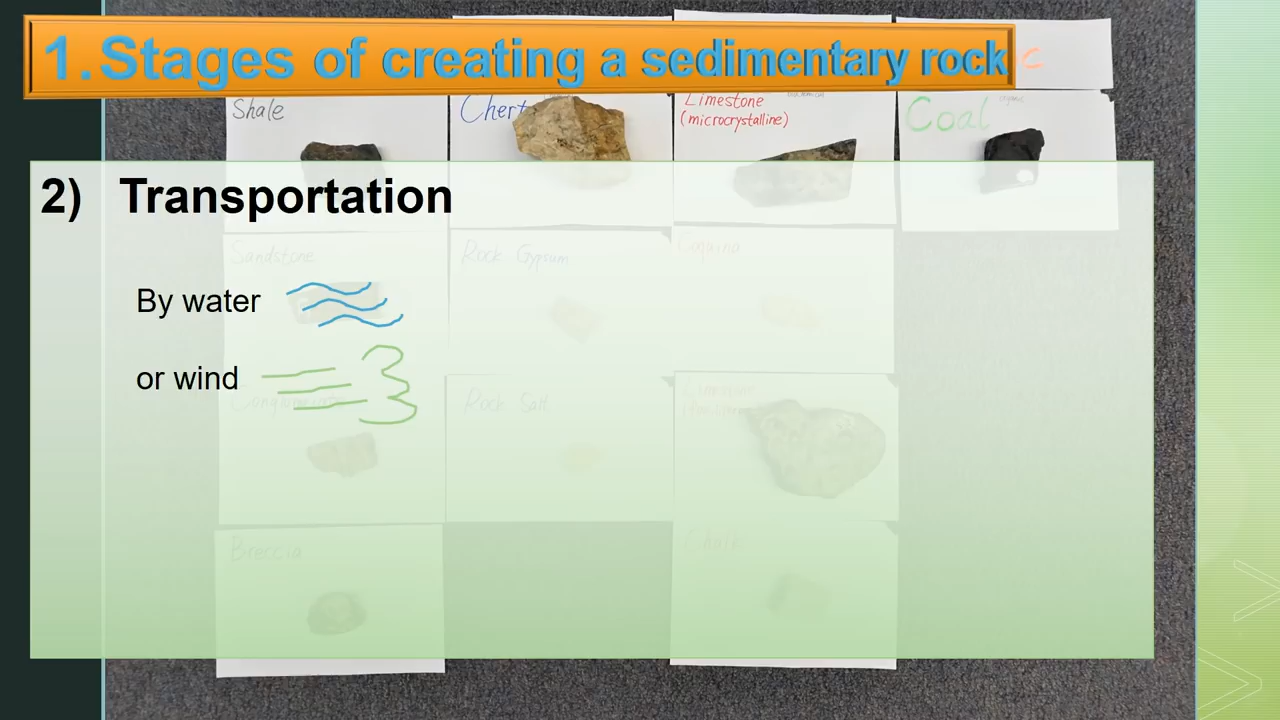 1. Stages of creating a sedimentary rock
Shale
Chert
Limestone
(microcrystalline)
Coal
2) Transportation
By water
or wind
Sandstone
Rock Gypsum
Coquina
Conglomerate
Rock Salt
Limestone
Breccia
Chalk